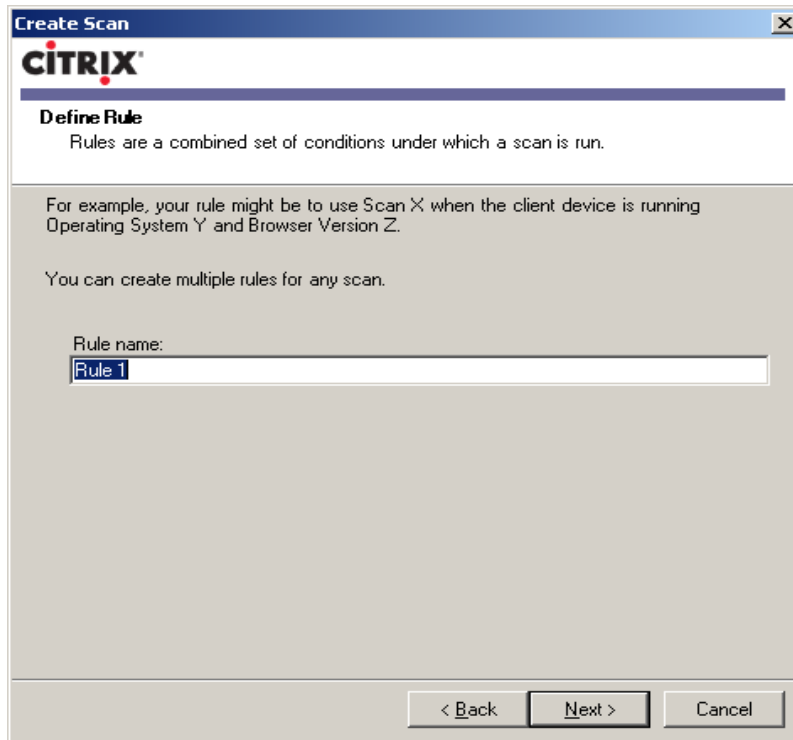 Create Scan
CITRIX®
Define Rule
Rules are a combined set of conditions under which a scan is run.
For example, your rule might be to use Scan X when the client device is running
Operating System Y and Browser Version Z.
You can create multiple rules for any scan.
Rule name:
Rule 1
< Back
Next >
Cancel